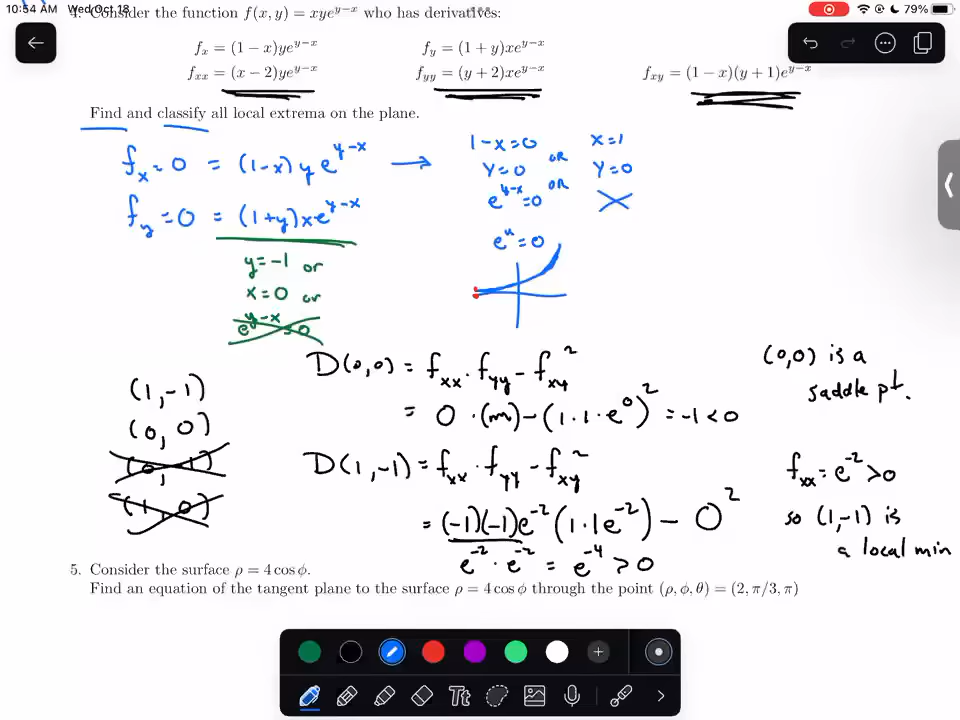 10:54 AM Wed Oct 18
79%
4. Consider the function f(x, y) = xye^{y−x} who has derivatives:
f_x = (1 − x)ye^{y−x} f_y = (1 + y)xe^{y−x}
f_xx = (x − 2)ye^{y−x} f_yy = (y + 2)xe^{y−x} f_xy = (1 − x)(y + 1)e^{y−x}
Find and classify all local extrema on the plane.
f_x = 0 = (1-x) y e^{y-x} →
1-x=0 x=1
or
y=0 y=0
or
e^{y-x}=0
f_y = 0 = (1+y)xe^{y-x}
e^u = 0
y=-1 or
x=0 or
e^{y-x}=0
(1,-1)
(0,0)
(0,-1)
(1,0)
D(0,0) = f_xx · f_yy - f_xy^2
= 0 · (m) - (1·1·e^0)^2 = -1 < 0
(0,0) is a
saddle pt.
D(1,-1) = f_xx · f_yy - f_xy^2
= (-1)(-1)e^{-2} (1·1e^{-2}) - 0^2
e^{-2} · e^{-2} = e^{-4} > 0
f_xx = e^{-2} > 0
so (1,-1) is
a local min
5. Consider the surface ρ = 4 cos ϕ.
Find an equation of the tangent plane to the surface ρ = 4 cos ϕ through the point (ρ, ϕ, θ) = (2, π/3, π)
Tt